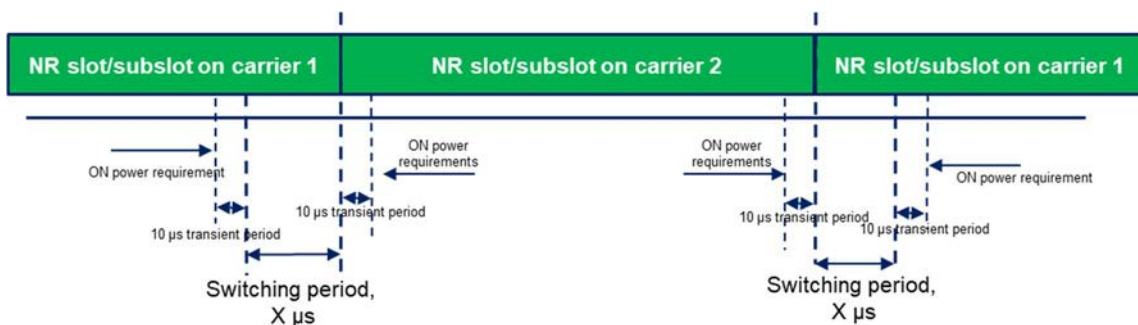 NR slot/subslot on carrier 1
NR slot/subslot on carrier 2
NR slot/subslot on carrier 1
ON power requirement
ON power
requirements
ON power
requirements
ON power requirement
10 µs transient period
10 µs transient period
10 µs transient period
10 µs transient period
Switching period,
X µs
Switching period,
X µs